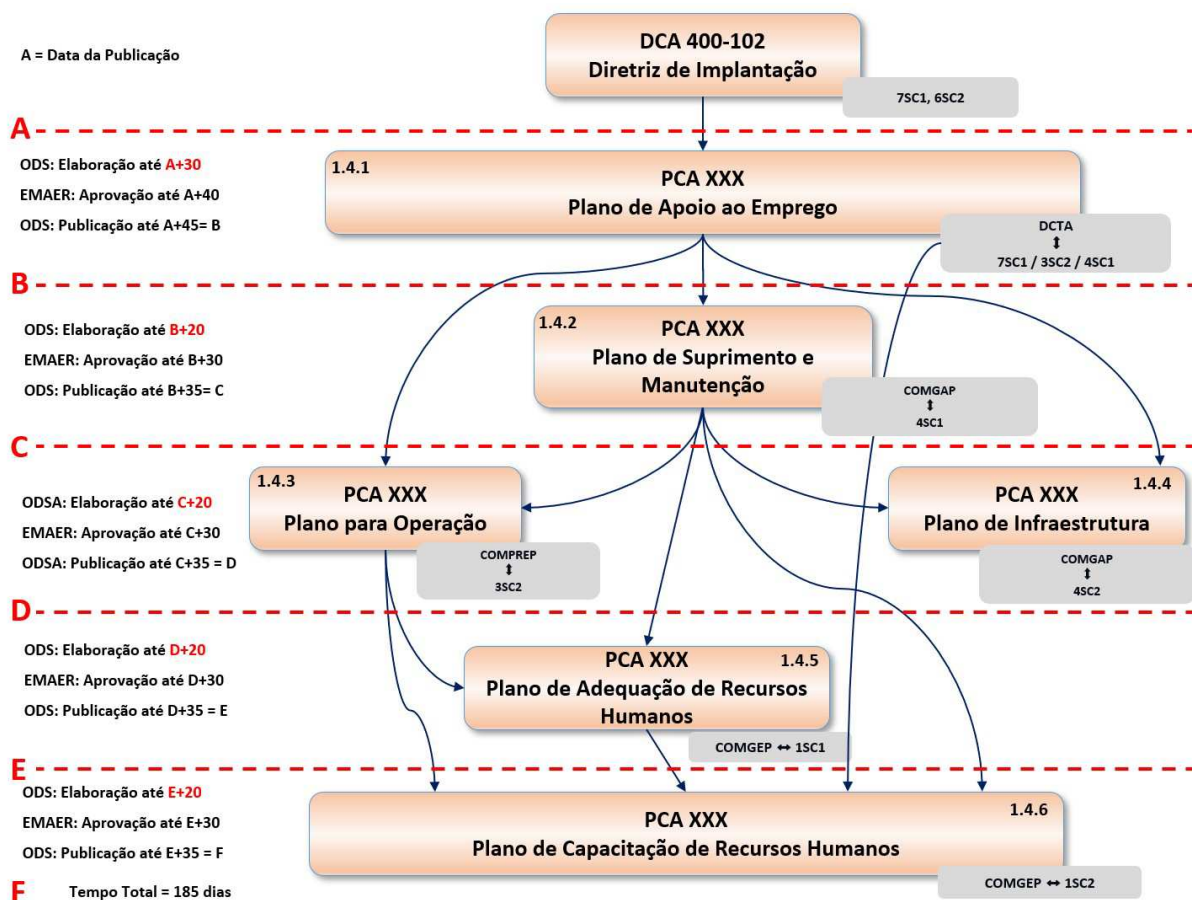 DCA 400-102
Diretriz de Implantação
A = Data da Publicação
7SC1, 6SC2
A
ODS: Elaboração até A+30
EMAER: Aprovação até A+40
ODS: Publicação até A+45= B
1.4.1
PCA XXX
Plano de Apoio ao Emprego
DCTA
⬍
7SC1 / 3SC2 / 4SC1
B
ODS: Elaboração até B+20
EMAER: Aprovação até B+30
ODS: Publicação até B+35= C
1.4.2
PCA XXX
Plano de Suprimento e
Manutenção
COMGAP
⬍
4SC1
C
ODSA: Elaboração até C+20
EMAER: Aprovação até C+30
ODSA: Publicação até C+35 = D
1.4.3
PCA XXX
Plano para Operação
COMPREP
⬍
3SC2
1.4.4
PCA XXX
Plano de Infraestrutura
COMGAP
⬍
4SC2
D
ODS: Elaboração até D+20
EMAER: Aprovação até D+30
ODS: Publicação até D+35 = E
1.4.5
PCA XXX
Plano de Adequação de Recursos
Humanos
COMGEP ↔ 1SC1
E
ODS: Elaboração até E+20
EMAER: Aprovação até E+30
ODS: Publicação até E+35 = F
1.4.6
PCA XXX
Plano de Capacitação de Recursos Humanos
COMGEP ↔ 1SC2
F
Tempo Total = 185 dias